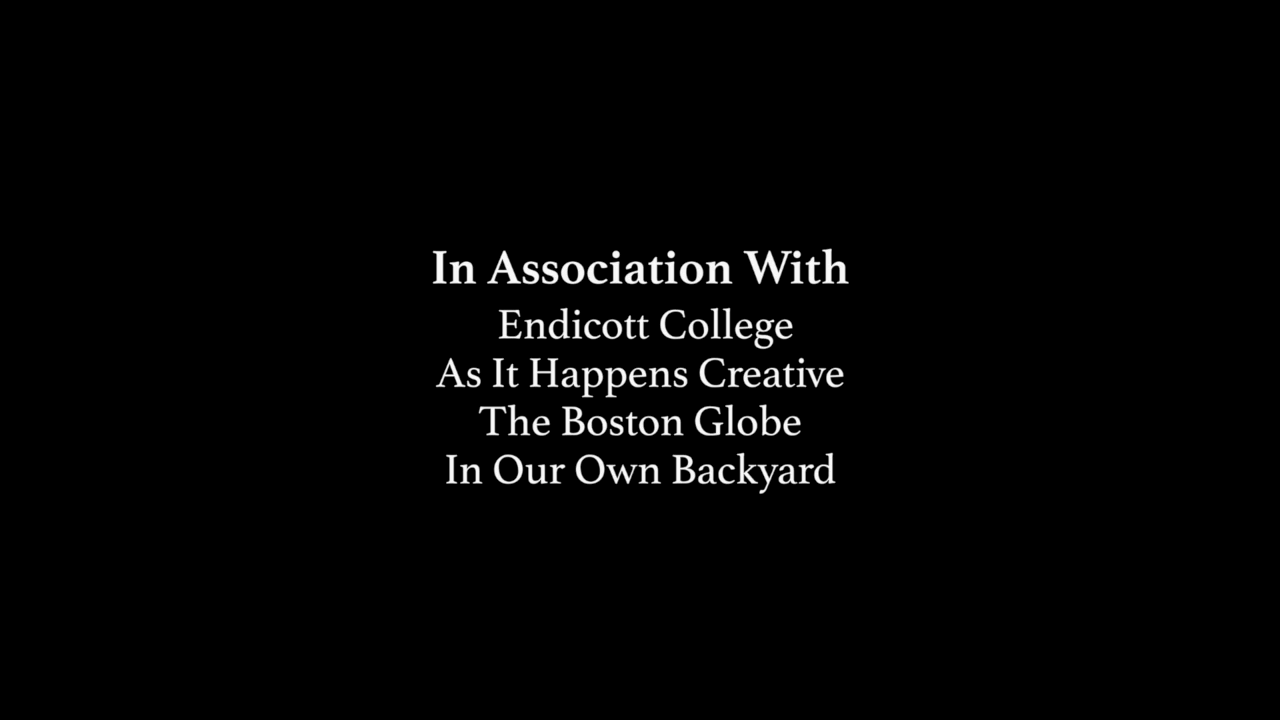 In Association With
Endicott College
As It Happens Creative
The Boston Globe
In Our Own Backyard